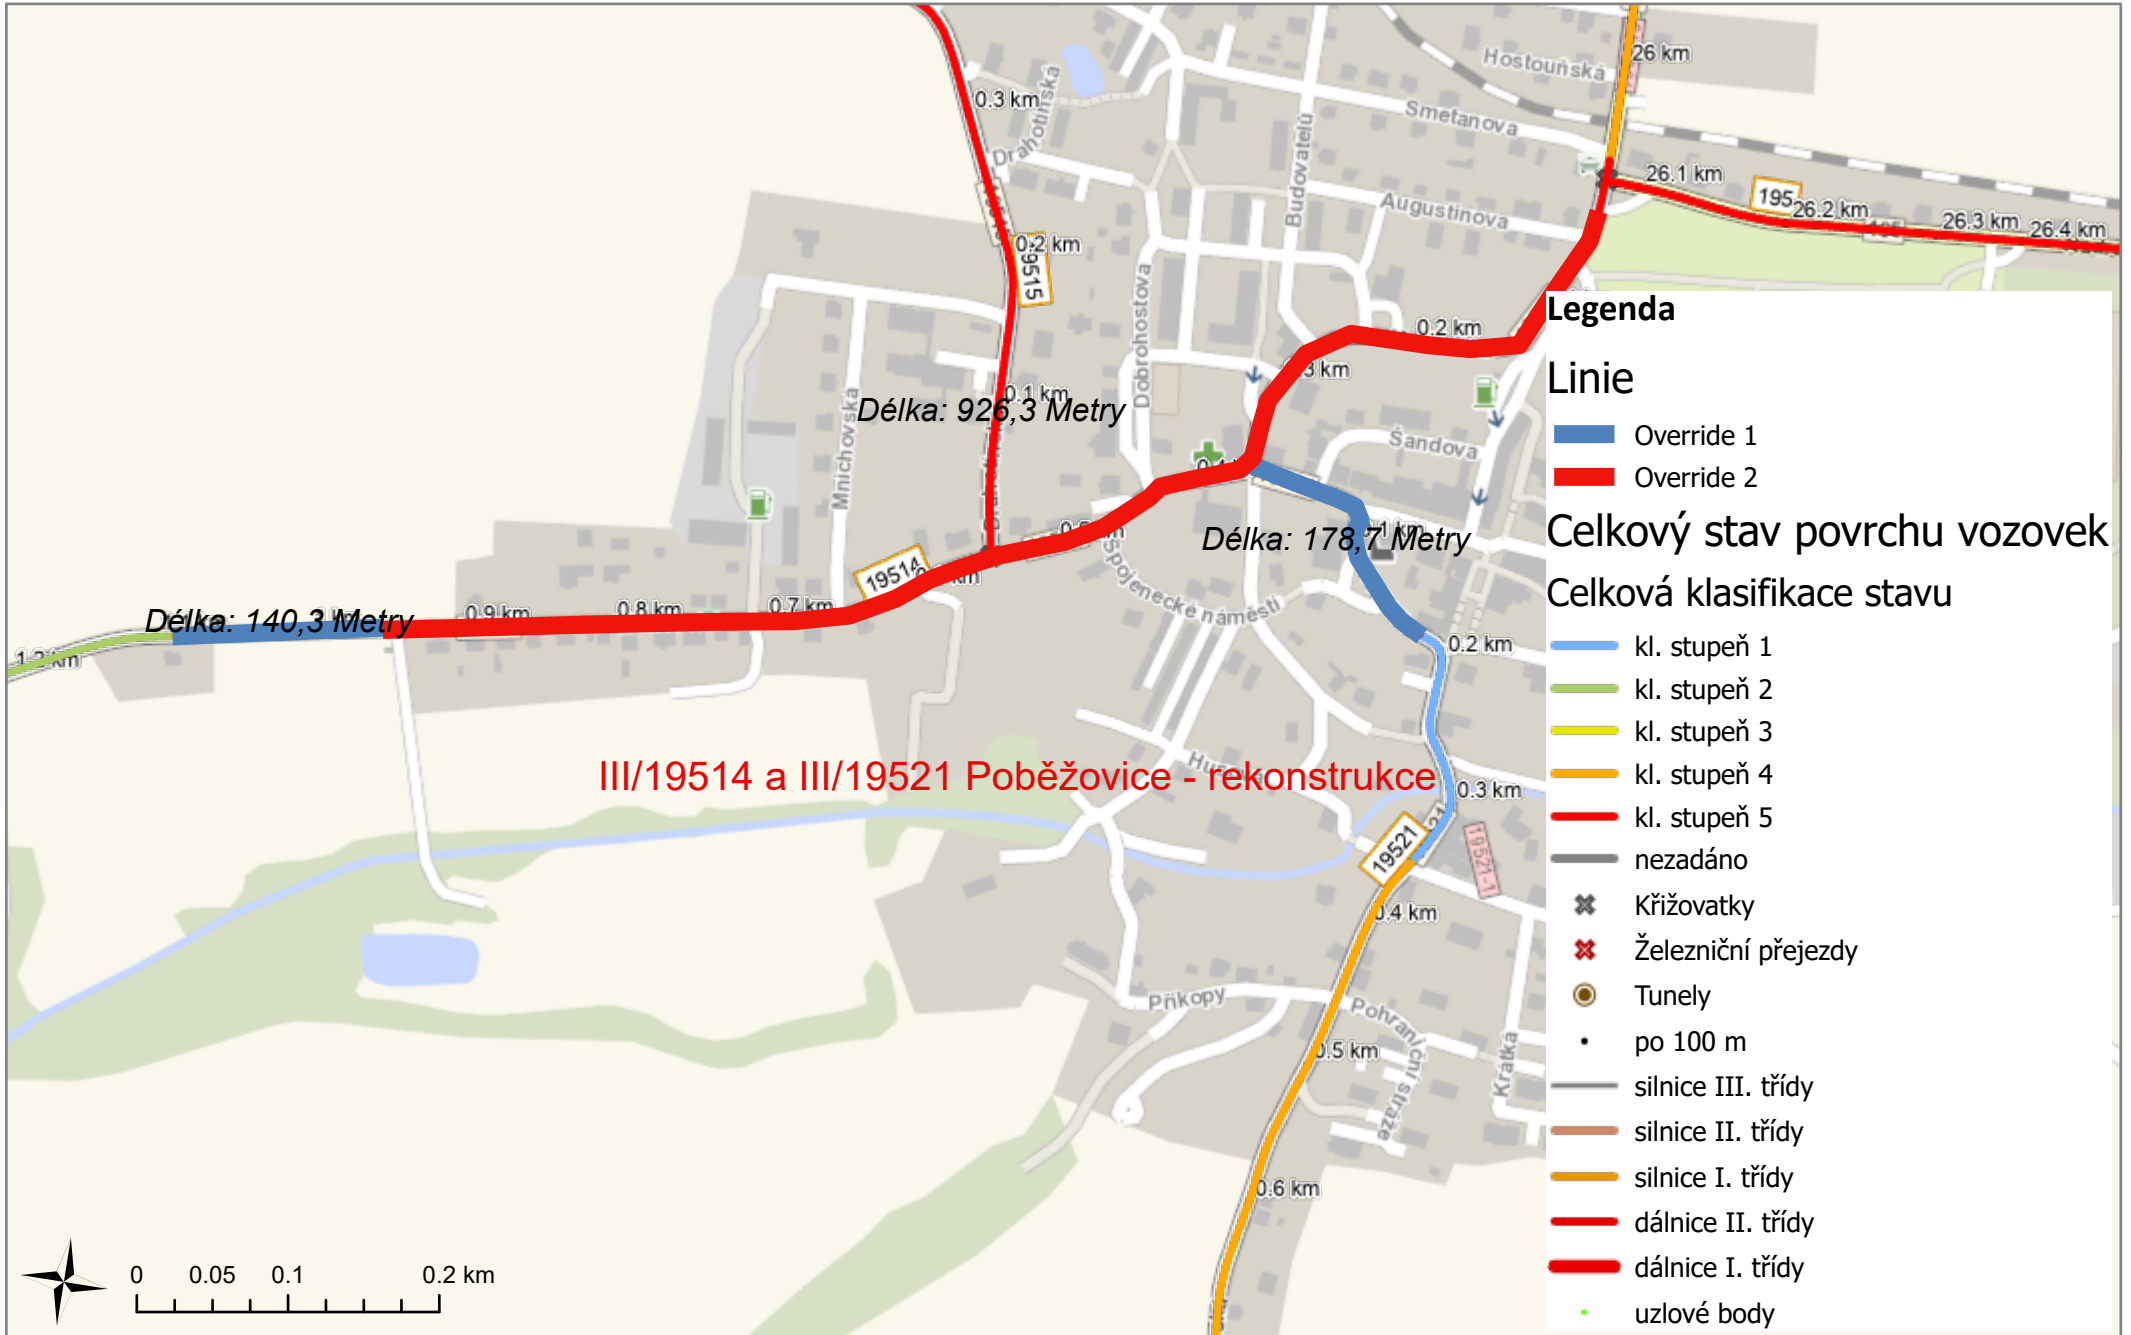 Hostouňská
26 km
0.3 km
Drahotínská
Smetanova
Budovatelů
26.1 km
195
26.2 km
26.3 km
26.4 km
Augustinova
0.2 km
19515
Dobrohostova
0.2 km
.3 km
0.1 km
Délka: 926,3 Metry
Mnichovská
Šandova
Délka: 178,7 Metry
19514
Spojenecké náměstí
0.9 km
0.8 km
0.7 km
Délka: 140,3 Metry
0.2 km
III/19514 a III/19521 Poběžovice - rekonstrukce
0.3 km
19521
19521-1
0.4 km
Příkopy
Pohraniční stráže
Krátká
0.5 km
0.6 km
0 0.05 0.1 0.2 km
Legenda
Linie
Override 1
Override 2
Celkový stav povrchu vozovek
Celková klasifikace stavu
kl. stupeň 1
kl. stupeň 2
kl. stupeň 3
kl. stupeň 4
kl. stupeň 5
nezadáno
Křižovatky
Železniční přejezdy
Tunely
po 100 m
silnice III. třídy
silnice II. třídy
silnice I. třídy
dálnice II. třídy
dálnice I. třídy
uzlové body